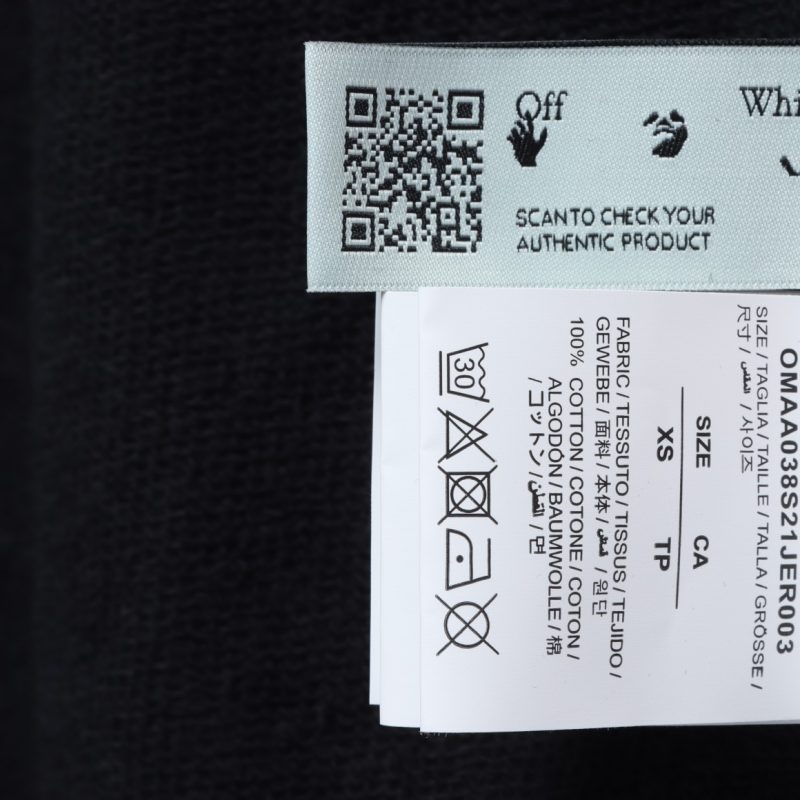 Off
Whi
SCAN TO CHECK YOUR
AUTHENTIC PRODUCT
OMAA038S21JER003
SIZE / TAGLIA / TAILLE / TALLA / GRÖSSE /
尺寸 / المقاس / 사이즈
SIZE CA
XS TP
FABRIC / TESSUTO / TISSUS / TEJIDO /
GEWEBE / 面料 / 本体 / قماش / 원단
100% COTTON / COTONE / COTON /
ALGODÓN / BAUMWOLLE / 棉
/ コットン / القطن / 면
30